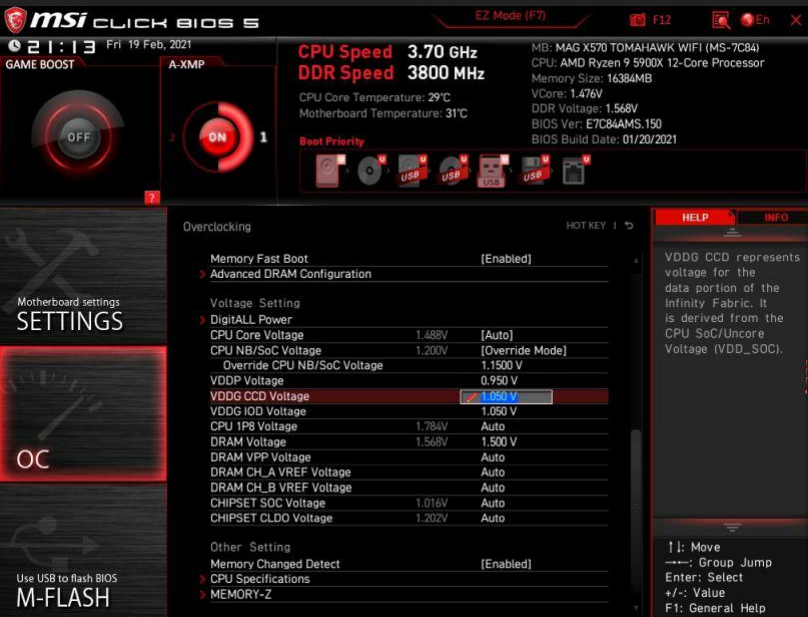 msi CLICK BIOS 5
EZ Mode (F7)
F12
En
X
21:13 Fri 19 Feb, 2021
GAME BOOST
OFF
A-XMP
2
ON
1
?
CPU Speed 3.70 GHz
DDR Speed 3800 MHz
CPU Core Temperature: 29°C
Motherboard Temperature: 31°C
MB: MAG X570 TOMAHAWK WIFI (MS-7C84)
CPU: AMD Ryzen 9 5900X 12-Core Processor
Memory Size: 16384MB
VCore: 1.476V
DDR Voltage: 1.568V
BIOS Ver: E7C84AMS.150
BIOS Build Date: 01/20/2021
Boot Priority
U U U U U
USB USB USB USB
Motherboard settings
SETTINGS
OC
Use USB to flash BIOS
M-FLASH
Overclocking
HOT KEY
Memory Fast Boot [Enabled]
Advanced DRAM Configuration
Voltage Setting
DigitALL Power
CPU Core Voltage 1.488V [Auto]
CPU NB/SoC Voltage 1.200V [Override Mode]
Override CPU NB/SoC Voltage 1.1500 V
VDDP Voltage 0.950 V
VDDG CCD Voltage 1.050 V
VDDG IOD Voltage 1.050 V
CPU 1P8 Voltage 1.784V Auto
DRAM Voltage 1.568V 1.500 V
DRAM VPP Voltage Auto
DRAM CH_A VREF Voltage Auto
DRAM CH_B VREF Voltage Auto
CHIPSET SOC Voltage 1.016V Auto
CHIPSET CLDO Voltage 1.202V Auto
Other Setting
Memory Changed Detect [Enabled]
CPU Specifications
MEMORY-Z
HELP
INFO
VDDG CCD represents
voltage for the
data portion of the
Infinity Fabric. It
is derived from the
CPU SoC/Uncore
Voltage (VDD_SOC).
↑↓: Move
→←: Group Jump
Enter: Select
+/-: Value
F1: General Help